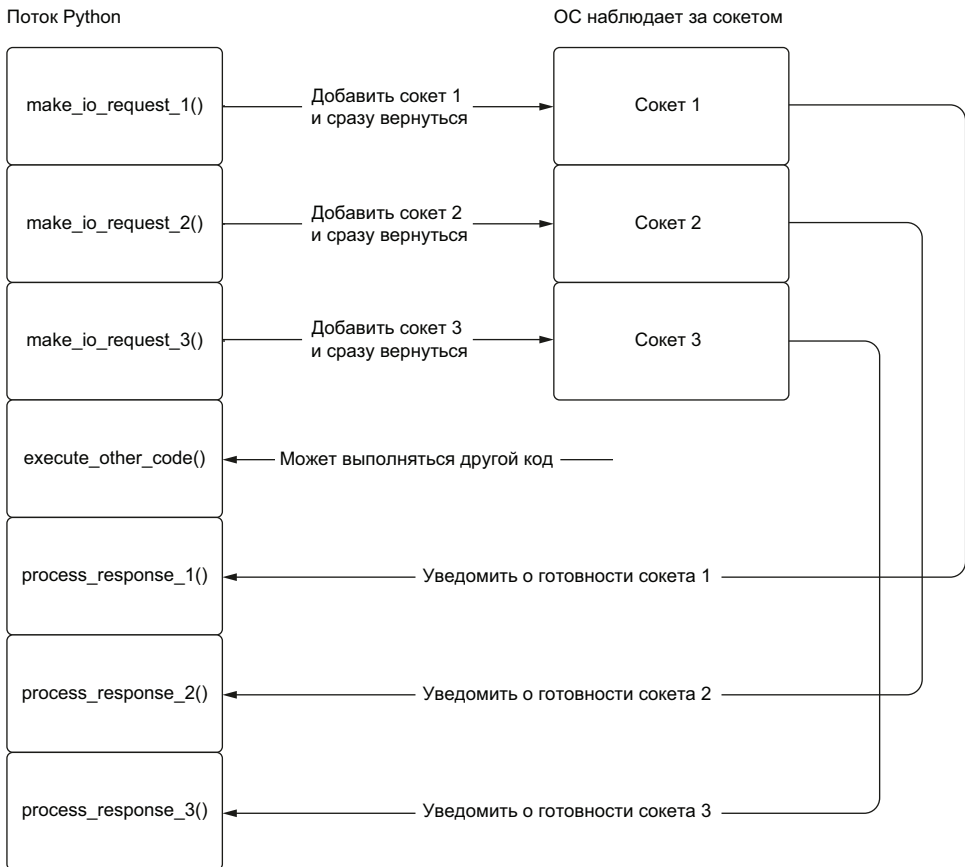 Поток Python
ОС наблюдает за сокетом
make_io_request_1()
Добавить сокет 1
и сразу вернуться
Сокет 1
make_io_request_2()
Добавить сокет 2
и сразу вернуться
Сокет 2
make_io_request_3()
Добавить сокет 3
и сразу вернуться
Сокет 3
execute_other_code()
Может выполняться другой код
process_response_1()
Уведомить о готовности сокета 1
process_response_2()
Уведомить о готовности сокета 2
process_response_3()
Уведомить о готовности сокета 3